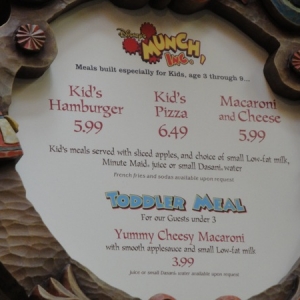 Disney
MUNCH
Inc.!
Meals built especially for Kids, age 3 through 9...
Kid's
Hamburger
5.99
Kid's
Pizza
6.49
Macaroni
and Cheese
5.99
Kid's meals served with sliced apples, and choice of small Low-fat milk,
Minute Maid® juice or small Dasani® water
French fries and sodas available upon request
TODDLER MEAL
For our Guests under 3
Yummy Cheesy Macaroni
with smooth applesauce and small Low-fat milk
3.99
juice or small Dasani® water available upon request